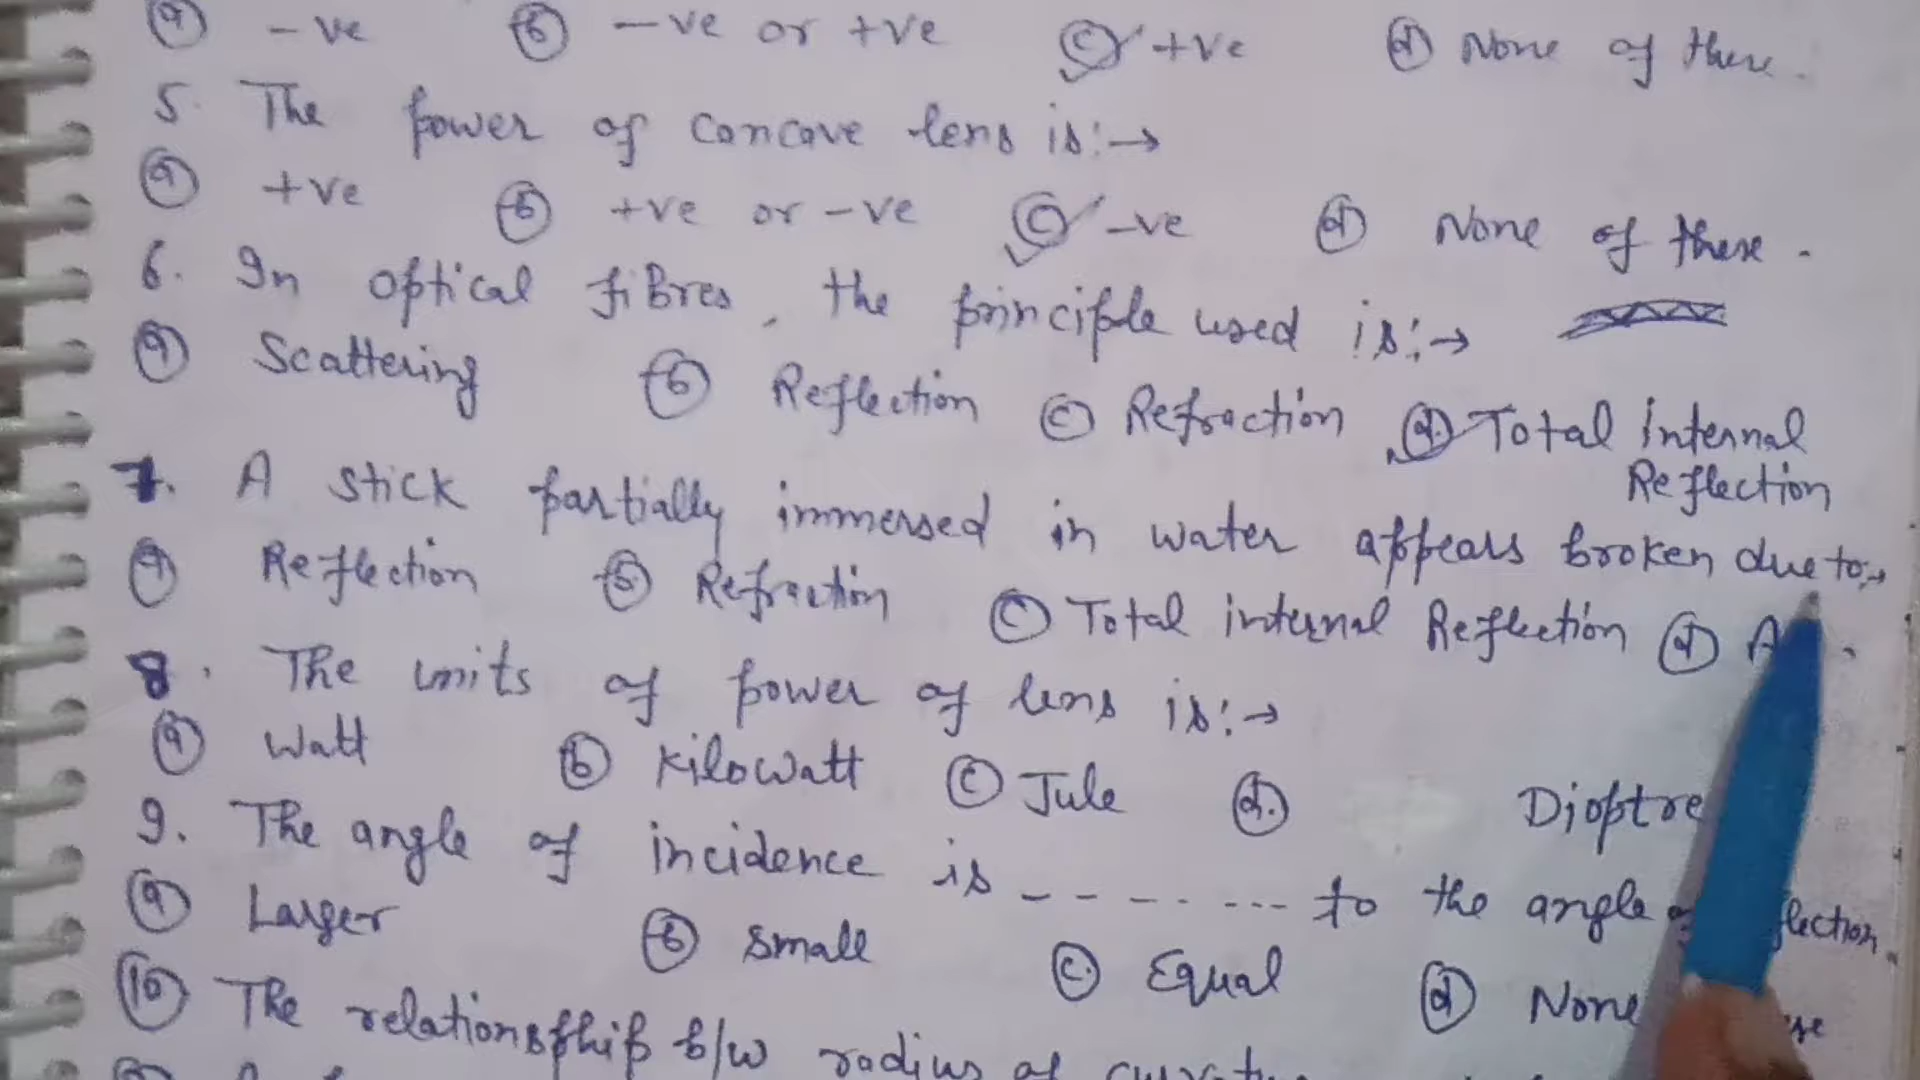 a -ve b -ve or +ve c +ve d None of these.
5. The power of concave lens is:→
a +ve b +ve or -ve c -ve d None of these.
6. In optical fibres, the principle used is:→
a Scattering b Reflection c Refraction d. Total internal Reflection
7. A stick partially immersed in water appears broken due to:→
a Reflection b Refraction c Total internal Reflection d
8. The units of power of lens is:→
a Watt b Kilowatt c Jule d. Dioptre
9. The angle of incidence is -------- to the angle
a Larger b Small c. Equal d None
10 The relationsship b/w radius of